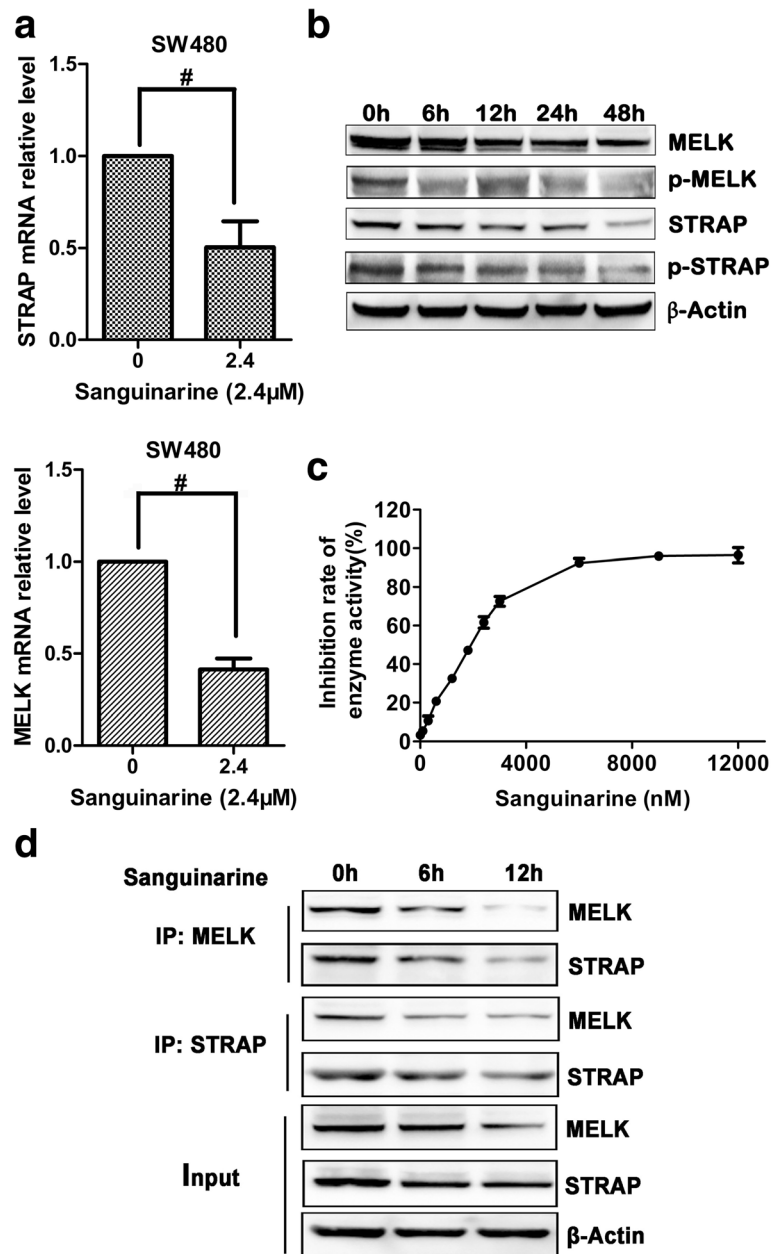 a
SW480
#
STRAP mRNA relative level
1.5
1.0
0.5
0.0
0 2.4
Sanguinarine (2.4μM)
SW480
#
MELK mRNA relative level
1.5
1.0
0.5
0.0
0 2.4
Sanguinarine (2.4μM)
b
0h 6h 12h 24h 48h
MELK
p-MELK
STRAP
p-STRAP
β-Actin
c
Inhibition rate of
enzyme activity(%)
120
100
80
60
40
20
0
0 4000 8000 12000
Sanguinarine (nM)
d
Sanguinarine 0h 6h 12h
IP: MELK
MELK
STRAP
IP: STRAP
MELK
STRAP
Input
MELK
STRAP
β-Actin